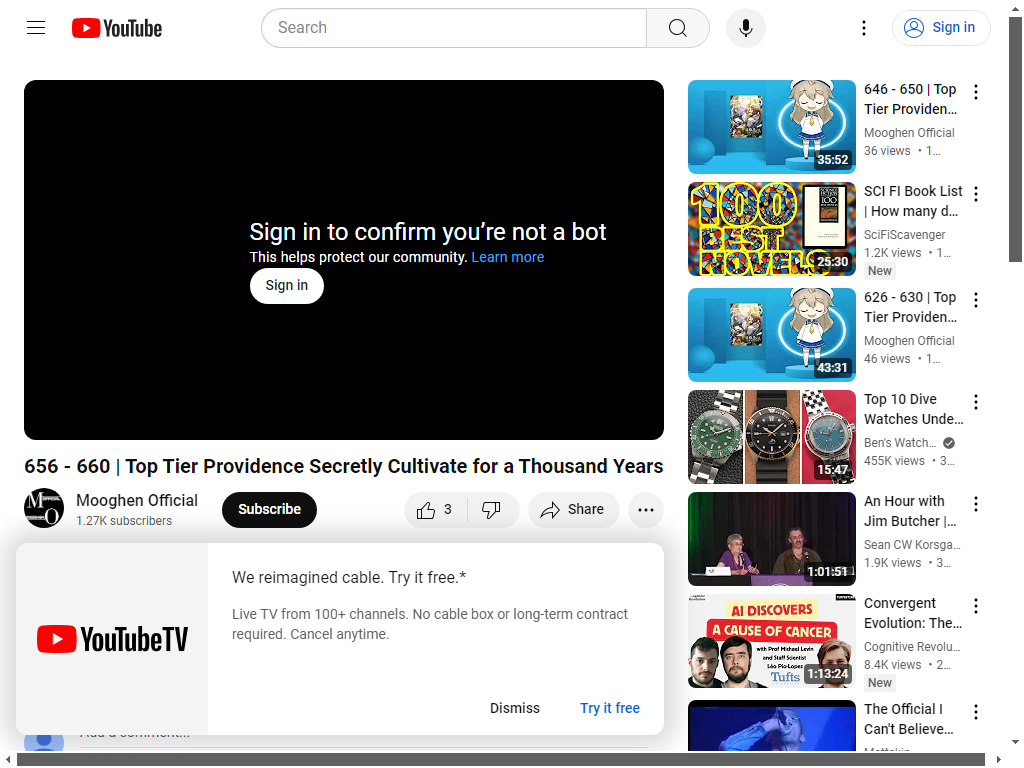 YouTube
Search
Sign in
Sign in to confirm you're not a bot
This helps protect our community. Learn more
Sign in
656 - 660 | Top Tier Providence Secretly Cultivate for a Thousand Years
Mooghen Official
1.27K subscribers
Subscribe
3
Share
YouTubeTV
We reimagined cable. Try it free.*
Live TV from 100+ channels. No cable box or long-term contract
required. Cancel anytime.
Dismiss
Try it free
Add a comment...
35:52
646 - 650 | Top
Tier Providen...
Mooghen Official
36 views • 1...
100
BEST
NOVELS
25:30
SCI FI Book List
| How many d...
SciFiScavenger
1.2K views • 1...
New
43:31
626 - 630 | Top
Tier Providen...
Mooghen Official
46 views • 1...
15:47
Top 10 Dive
Watches Unde...
Ben's Watch...
455K views • 3...
1:01:51
An Hour with
Jim Butcher |...
Sean CW Korsga...
1.9K views • 3...
AI DISCOVERS
A CAUSE OF CANCER
with Prof Michael Levin
and Staff Scientist
Léo Pio-Lopez
Tufts
1:13:24
Convergent
Evolution: The...
Cognitive Revolu...
8.4K views • 2...
New
The Official I
Can't Believe...